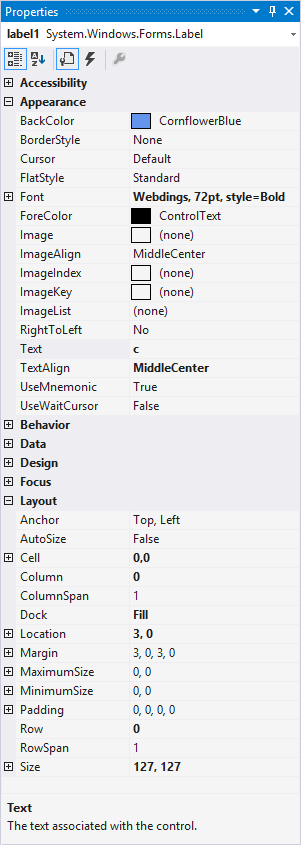 Properties
label1 System.Windows.Forms.Label
Accessibility
Appearance
BackColor CornflowerBlue
BorderStyle None
Cursor Default
FlatStyle Standard
Font Webdings, 72pt, style=Bold
ForeColor ControlText
Image (none)
ImageAlign MiddleCenter
ImageIndex (none)
ImageKey (none)
ImageList (none)
RightToLeft No
Text c
TextAlign MiddleCenter
UseMnemonic True
UseWaitCursor False
Behavior
Data
Design
Focus
Layout
Anchor Top, Left
AutoSize False
Cell 0,0
Column 0
ColumnSpan 1
Dock Fill
Location 3, 0
Margin 3, 0, 3, 0
MaximumSize 0, 0
MinimumSize 0, 0
Padding 0, 0, 0, 0
Row 0
RowSpan 1
Size 127, 127
Text
The text associated with the control.